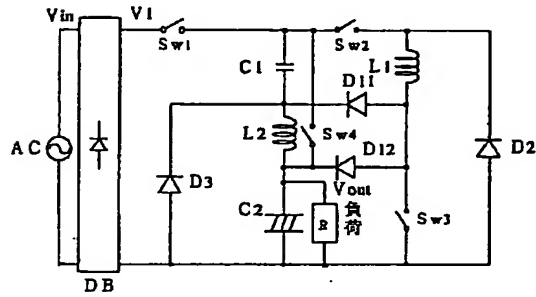 Vin
V1
Sw1
Sw2
C1
L1
D11
L2
Sw4
D12
D2
AC
D3
Vout
C2
R
負荷
Sw3
DB